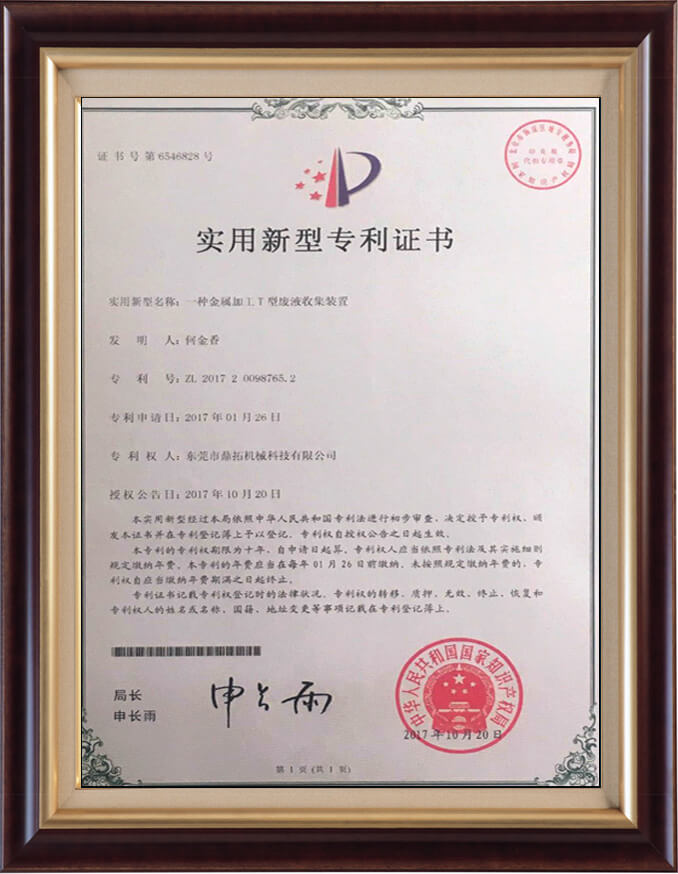 证书号第6546828号
实用新型专利证书
实用新型名称：一种金属加工T型废液收集装置
发 明 人：何金香
专 利 号：ZL 2017 2 0098765.2
专利申请日：2017年01月26日
专 利 权 人：东莞市鼎拓机械科技有限公司
授权公告日：2017年10月20日
本实用新型经过本局依照中华人民共和国专利法进行初步审查，决定授予专利权，颁
发本证书并在专利登记簿上予以登记。专利权自授权公告之日起生效。
本专利的专利权期限为十年，自申请日起算。专利权人应当依照专利法及其实施细则
规定缴纳年费。本专利的年费应当在每年01月26日前缴纳。未按照规定缴纳年费的，专
利权自应当缴纳年费期满之日起终止。
专利证书记载专利权登记时的法律状况。专利权的转移、质押、无效、终止、恢复和
专利权人的姓名或名称、国籍、地址变更等事项记载在专利登记簿上。
局长
申长雨
申长雨
中华人民共和国国家知识产权局
2017年10月20日
第1页（共1页）